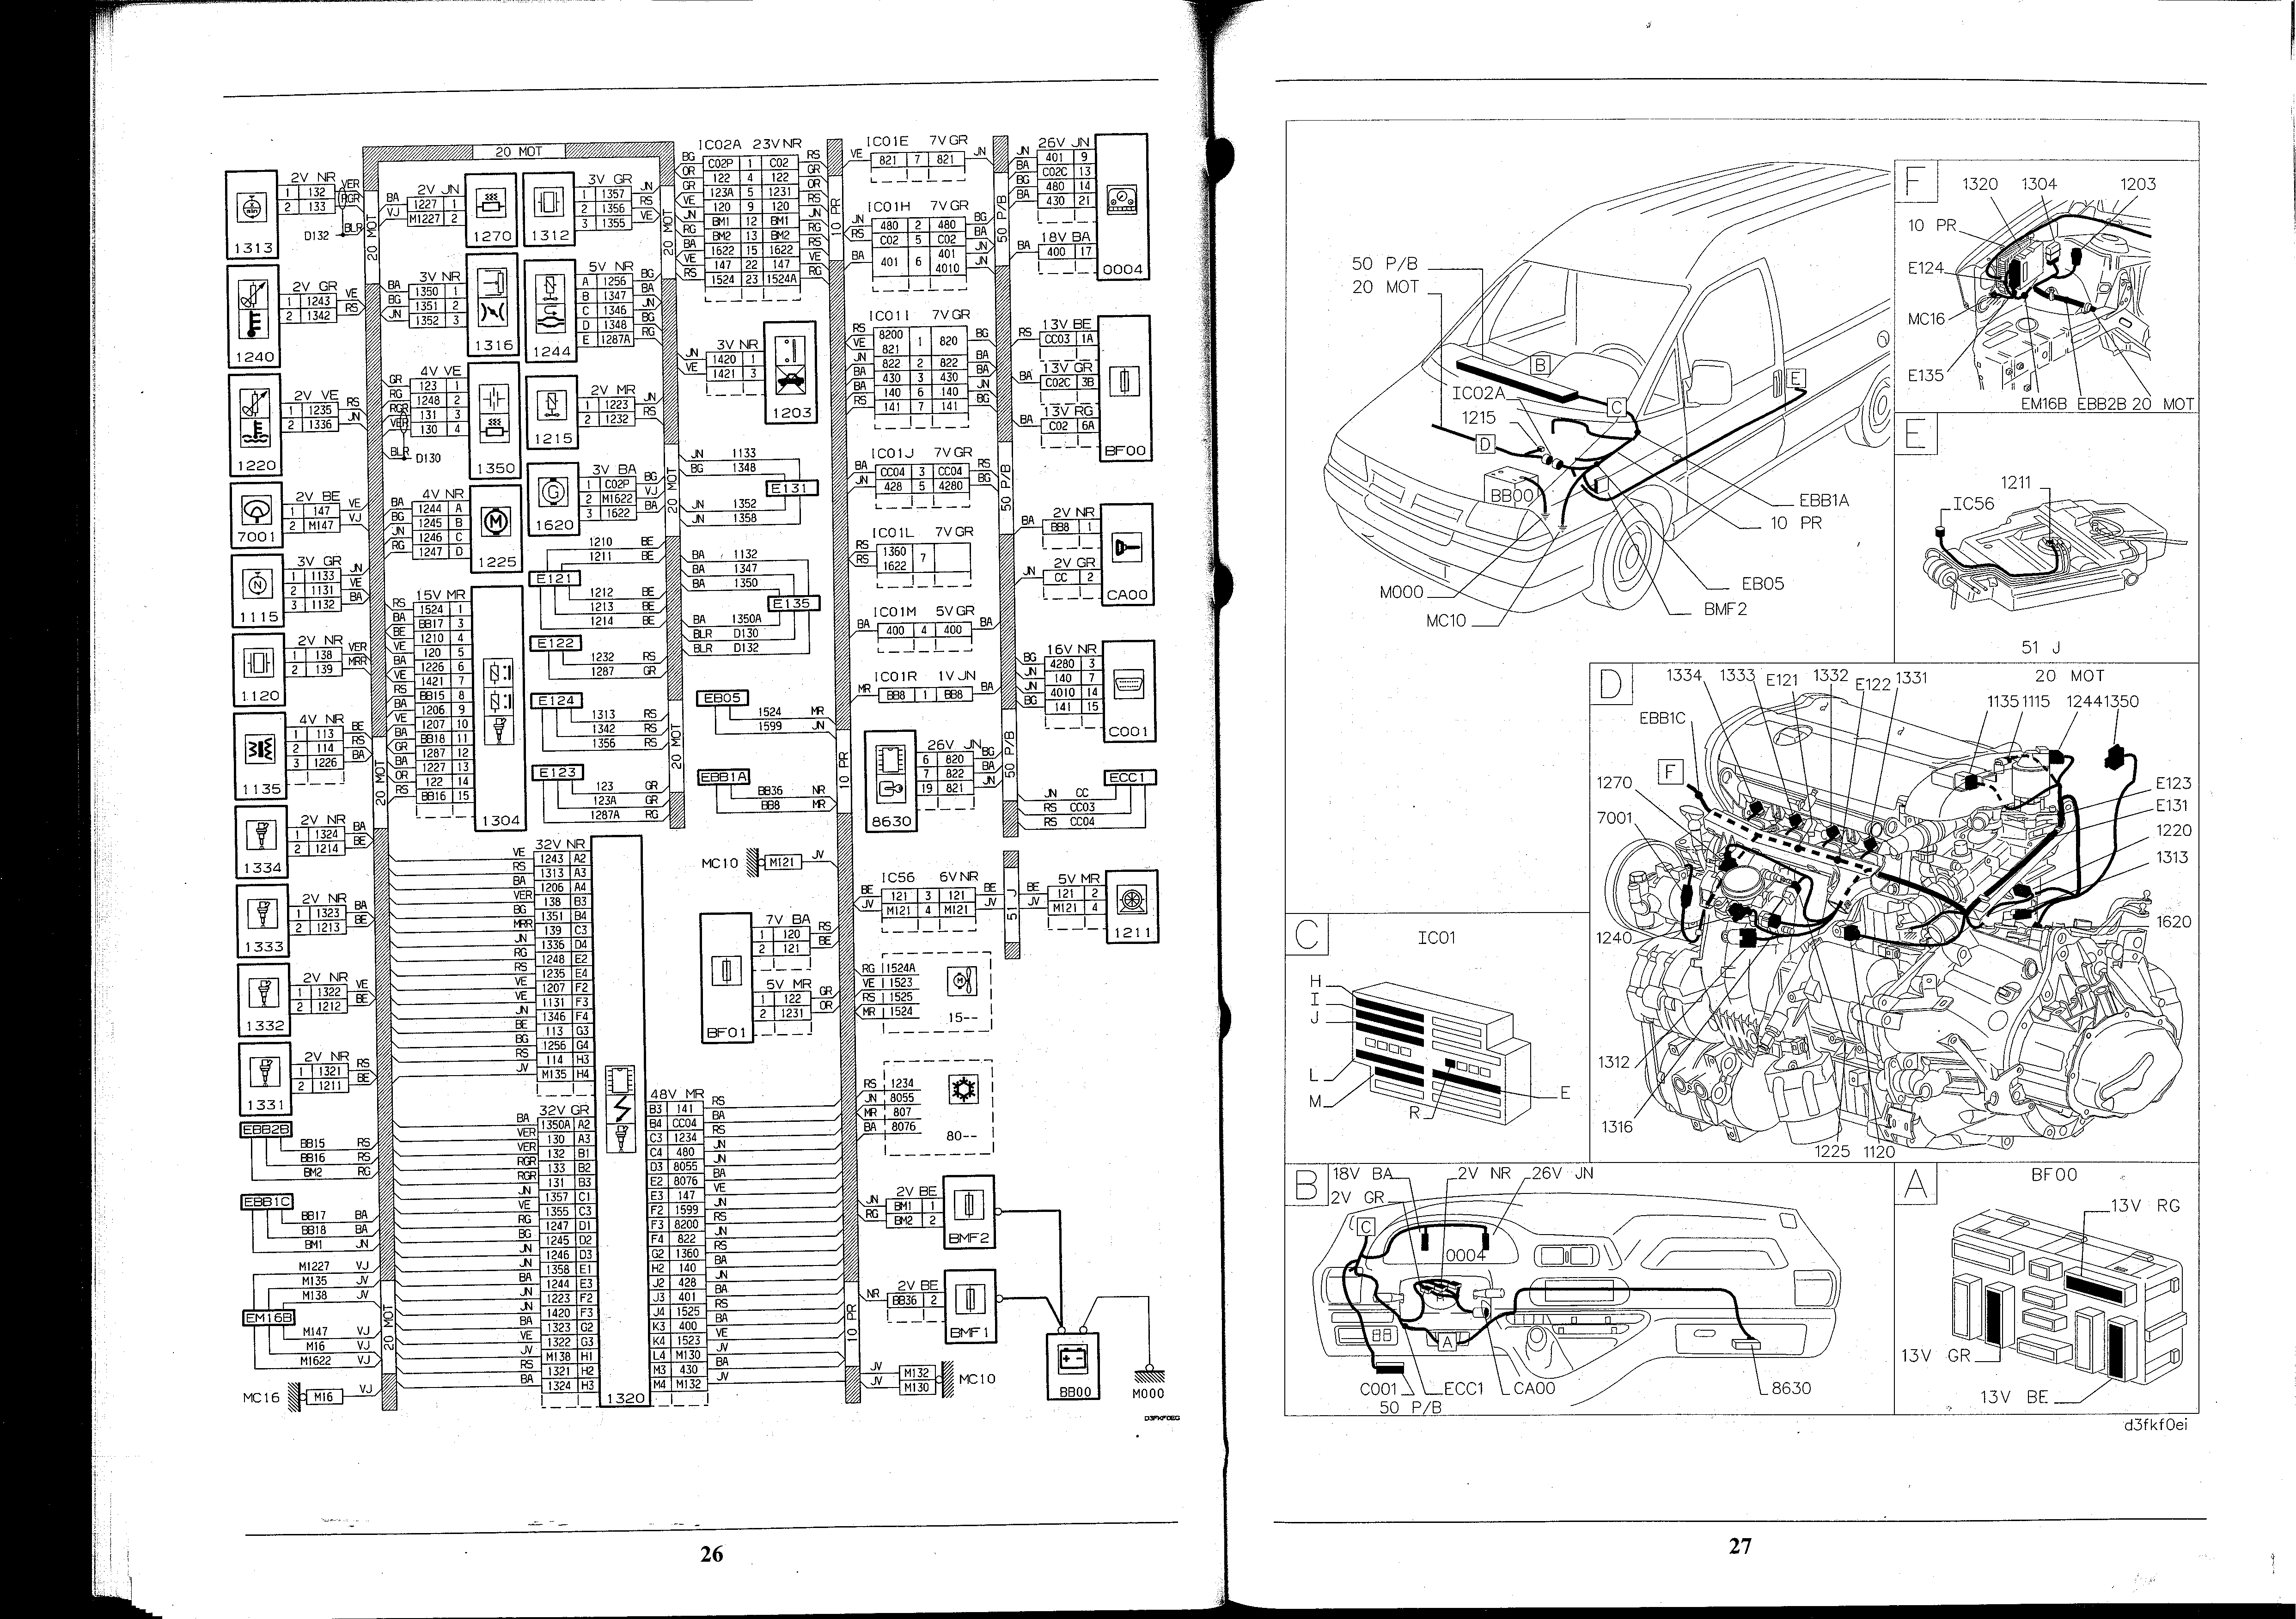 20 MOT
1313
2V NR
1 132 VER
2 133 RGR
BLR
D132
20 MOT
1240
2V GR
1 1243 VE
2 1342 RS
1220
2V VE
1 1235 RS
2 1336 JN
7001
2V BE
1 147 VE
2 M147 VJ
1115
3V GR
1 1133 JN
2 1131 VE
3 1132 BA
1120
2V NR
1 138 VER
2 139 MRR
1135
4V NR
1 113 BE
2 114 RS
3 1226 BA
20 MOT
1334
2V NR
1 1324 BA
2 1214 BE
1333
2V NR
1 1323 BA
2 1213 BE
1332
2V NR
1 1322 VE
2 1212 BE
1331
2V NR
1 1321 RS
2 1211 BE
EBB2B
BB15 RS
BB16 RS
BM2 RG
EBB1C
BB17 BA
BB18 BA
BM1 JN
M1227 VJ
M135 JV
M138 JV
EM16B
M147 VJ
M16 VJ
M1622 VJ
20 MOT
MC16 M16 VJ
2V JN
BA 1227 1
VJ M1227 2
1270
3V NR
BA 1350 1
BG 1351 2
JN 1352 3
1316
4V VE
GR 123 1
RG 1248 2
RGR 131 3
VER 130 4
BLR D130
1350
4V NR
BA 1244 A
BG 1245 B
JN 1246 C
RG 1247 D
1225
15V MR
RS 1524 1
BA BB17 3
BE 1210 4
VE 120 5
BA 1226 6
VE 1421 7
RS BB15 8
BA 1206 9
VE 1207 10
BA BB18 11
GR 1287 12
BA 1227 13
OR 122 14
RS BB16 15
1304
1312
3V GR
1 1357 JN
2 1356 RS
3 1355 VE
20 MOT
1244
5V NR
A 1256 BG
B 1347 BA
C 1346 JN
D 1348 RG
E 1287A RG
1215
2V MR
1 1223 JN
2 1232 RS
1620
3V BA
1 C02P BG
2 M1622 VJ
3 1622 BA
20 MOT
1210 BE
1211 BE
E121
1212 BE
1213 BE
1214 BE
E122
1232 RS
1287 GR
E124
1313 RS
1342 RS
1356 RS
20 MOT
E123
123 GR
123A GR
1287A RG
32V NR
VE 1243 A2
RS 1313 A3
BA 1206 A4
VER 138 B3
BG 1351 B4
MRR 139 C3
JN 1336 D4
RG 1248 E2
RS 1235 E4
VE 1207 F2
VE 1131 F3
JN 1346 F4
BE 113 G3
BG 1256 G4
RS 114 H3
JV M135 H4
32V GR
BA 1350A A2
VER 130 A3
VER 132 B1
RGR 133 B2
RGR 131 B3
JN 1357 C1
VE 1355 C3
RG 1247 D1
BG 1245 D2
JN 1246 D3
JN 1358 E1
BA 1244 E3
JN 1223 F2
JN 1420 F3
BA 1323 G2
VE 1322 G3
JV M138 H1
RS 1321 H2
BA 1324 H3
1320
48V MR
B3 141 RS
B4 CC04 BA
C3 1234 RS
C4 480 JN
D3 8055 JN
E2 8076 BA
E3 147 VE
F2 1599 JN
F3 8200 RS
F4 822 JN
G2 1360 RS
H2 140 BA
J2 428 JN
J3 401 BA
J4 1525 RS
K3 400 BA
K4 1523 VE
L4 M130 JV
M3 430 BA
M4 M132 JV
IC02A 23V NR
BG C02P 1 C02 RS
OR 122 4 122 GR
GR 123A 5 1231 OR
VE 120 9 120 RS
JN BM1 12 BM1 JN
RG BM2 13 BM2 RG
BA 1622 15 1622 RS
VE 147 22 147 VE
RS 1524 23 1524A RG
3V NR
JN 1420 1
VE 1421 3
1203
JN 1133
BG 1348
E131
JN 1352
JN 1358
BA 1132
BA 1347
BA 1350
E135
BA 1350A
BLR D130
BLR D132
EB05
1524 MR
1599 JN
EBB1A
BB36 NR
BB8 MR
10 PR
MC10 M121 JV
BF01
7V BA
1 120 RS
2 121 BE
5V MR
1 122 GR
2 1231 OR
10 PR
IC01E 7V GR
VE 821 7 821 JN
IC01H 7V GR
JN 480 2 480 BG
RS C02 5 C02 BA
BA 401 6 401 JN
4010 JN
IC01I 7V GR
RS 8200
VE 821 1 820 BG
JN 822 2 822 BA
BA 430 3 430 BA
BA 140 6 140 JN
RS 141 7 141 BG
IC01J 7V GR
BA CC04 3 CC04 RS
JN 428 5 4280 BG
IC01L 7V GR
RS 1360
RS 1622 7
IC01M 5V GR
BA 400 4 400 BA
IC01R 1V JN
MR BB8 1 BB8 BA
8630
26V JN
6 820 BG
7 822 BA
19 821 JN
IC56 6V NR
BE 121 3 121 BE
JV M121 4 M121 JV
51 J
5V MR
BE 121 2
JV M121 4
1211
RG 1524A
VE 1523
RS 1525
MR 1524
15--
RS 1234
JN 8055
MR 807
BA 8076
80--
2V BE
JN BM1 1
RG BM2 2
BMF2
2V BE
NR BB36 2
BMF1
10 PR
JV M132
JV M130
MC10
BB00
M000
50 P/B
26V JN
JN 401 9
BA C02C 13
BG 480 14
BA 430 21
18V BA
BA 400 17
0004
13V BE
RS CC03 1A
13V GR
BA C02C 3B
13V RG
BA C02 6A
BF00
50 P/B
2V NR
BA BB8 1
2V GR
JN CC 2
CA00
16V NR
BG 4280 3
JN 140 7
JN 4010 14
BG 141 15
C001
50 P/B
ECC1
JN CC
RS CC03
RS CC04
D3FKF0EG
26
50 P/B
20 MOT
B
IC02A
1215
C
D
E
BB00
EBB1A
10 PR
M000
MC10
EB05
BMF2
F
1320 1304 1203
10 PR
E124
MC16
E135
EM16B EBB2B 20 MOT
E
1211
IC56
51 J
D
1334 1333 E121 1332 E122 1331
20 MOT
EBB1C
1135 1115 1244 1350
F
1270
7001
E123
E131
1220
1313
1240
1620
1312
1316
1225 1120
C
IC01
H
I
J
L
M
R
E
B
18V BA 2V NR 26V JN
2V GR
C
0004
A
C001 ECC1 CA00 8630
50 P/B
A
BF00
13V RG
13V GR
13V BE
d3fkf0ei
27